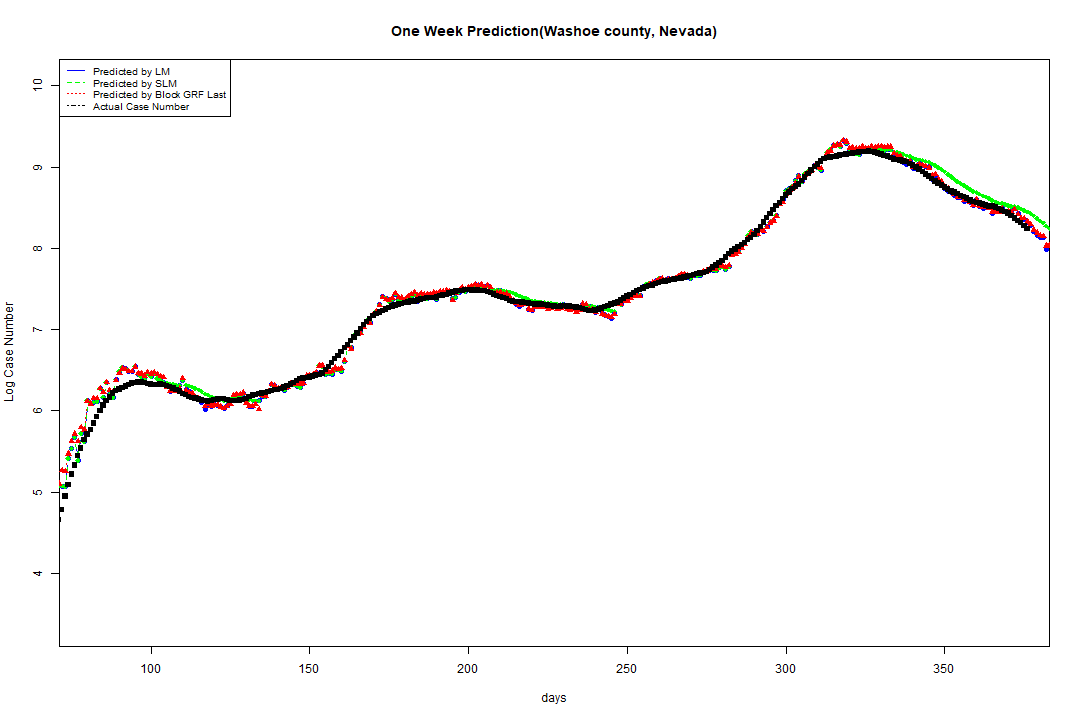 One Week Prediction(Washoe county, Nevada)
Predicted by LM
Predicted by SLM
Predicted by Block GRF Last
Actual Case Number
10
9
8
7
6
5
4
Log Case Number
100 150 200 250 300 350
days